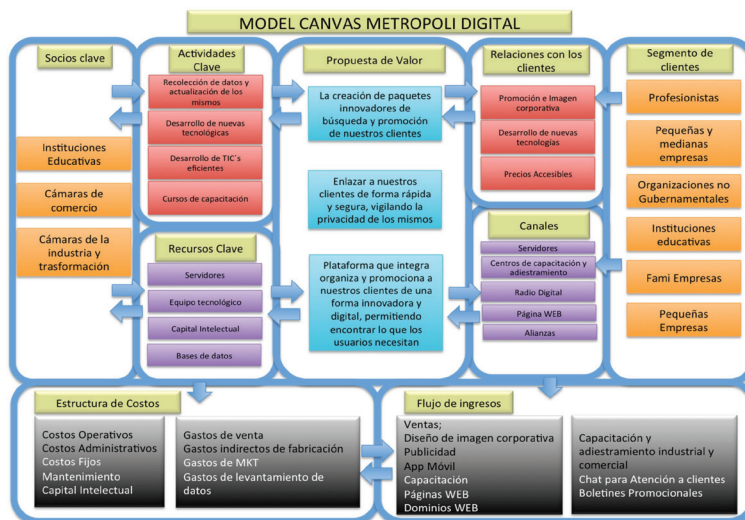 MODEL CANVAS METROPOLI DIGITAL
Socios clave
Instituciones
Educativas
Cámaras de
comercio
Cámaras de la
industria y
trasformación
Actividades
Clave
Recolección de datos y
actualización de los
mismos
Desarrollo de nuevas
tecnológicas
Desarrollo de TIC´s
eficientes
Cursos de capacitación
Recursos Clave
Servidores
Equipo tecnológico
Capital Intelectual
Bases de datos
Propuesta de Valor
La creación de paquetes
innovadores de
búsqueda y promoción
de nuestros clientes
Enlazar a nuestros
clientes de forma rápida
y segura, vigilando la
privacidad de los mismos
Plataforma que integra
organiza y promociona a
nuestros clientes de una
forma innovadora y
digital, permitiendo
encontrar lo que los
usuarios necesitan
Relaciones con los
clientes
Promoción e Imagen
corporativa
Desarrollo de nuevas
tecnologías
Precios Accesibles
Canales
Servidores
Centros de capacitación y
adiestramiento
Radio Digital
Página WEB
Alianzas
Segmento de
clientes
Profesionistas
Pequeñas y
medianas
empresas
Organizaciones no
Gubernamentales
Instituciones
educativas
Fami Empresas
Pequeñas
Empresas
Estructura de Costos
Costos Operativos
Costos Administrativos
Costos Fijos
Mantenimiento
Capital Intelectual
Gastos de venta
Gastos indirectos de fabricación
Gastos de MKT
Gastos de levantamiento de
datos
Flujo de ingresos
Ventas;
Diseño de imagen corporativa
Publicidad
App Móvil
Capacitación
Páginas WEB
Dominios WEB
Capacitación y
adiestramiento industrial y
comercial
Chat para Atención a clientes
Boletines Promocionales